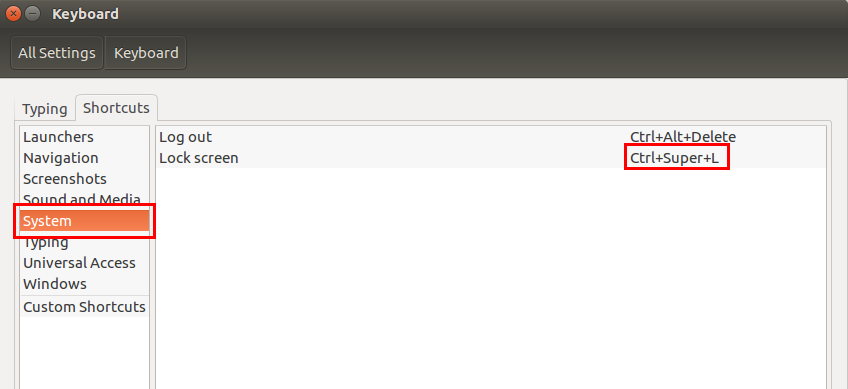 Keyboard
All Settings Keyboard
Typing Shortcuts
Launchers
Navigation
Screenshots
Sound and Media
System
Typing
Universal Access
Windows
Custom Shortcuts
Log out Ctrl+Alt+Delete
Lock screen Ctrl+Super+L